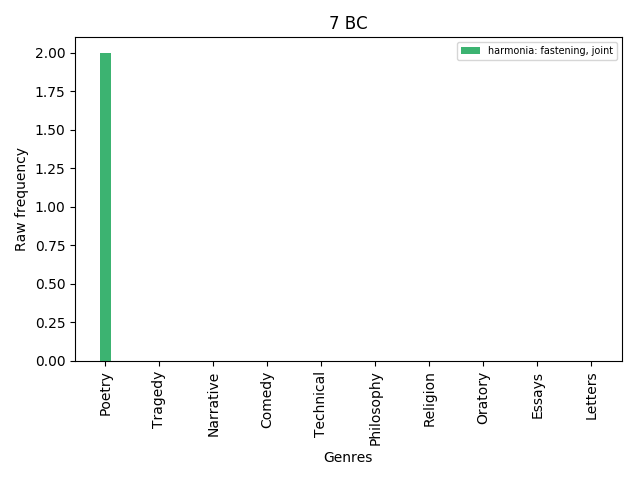 7 BC
harmonia: fastening, joint
Raw frequency
2.00
1.75
1.50
1.25
1.00
0.75
0.50
0.25
0.00
Poetry
Tragedy
Narrative
Comedy
Technical
Philosophy
Religion
Oratory
Essays
Letters
Genres